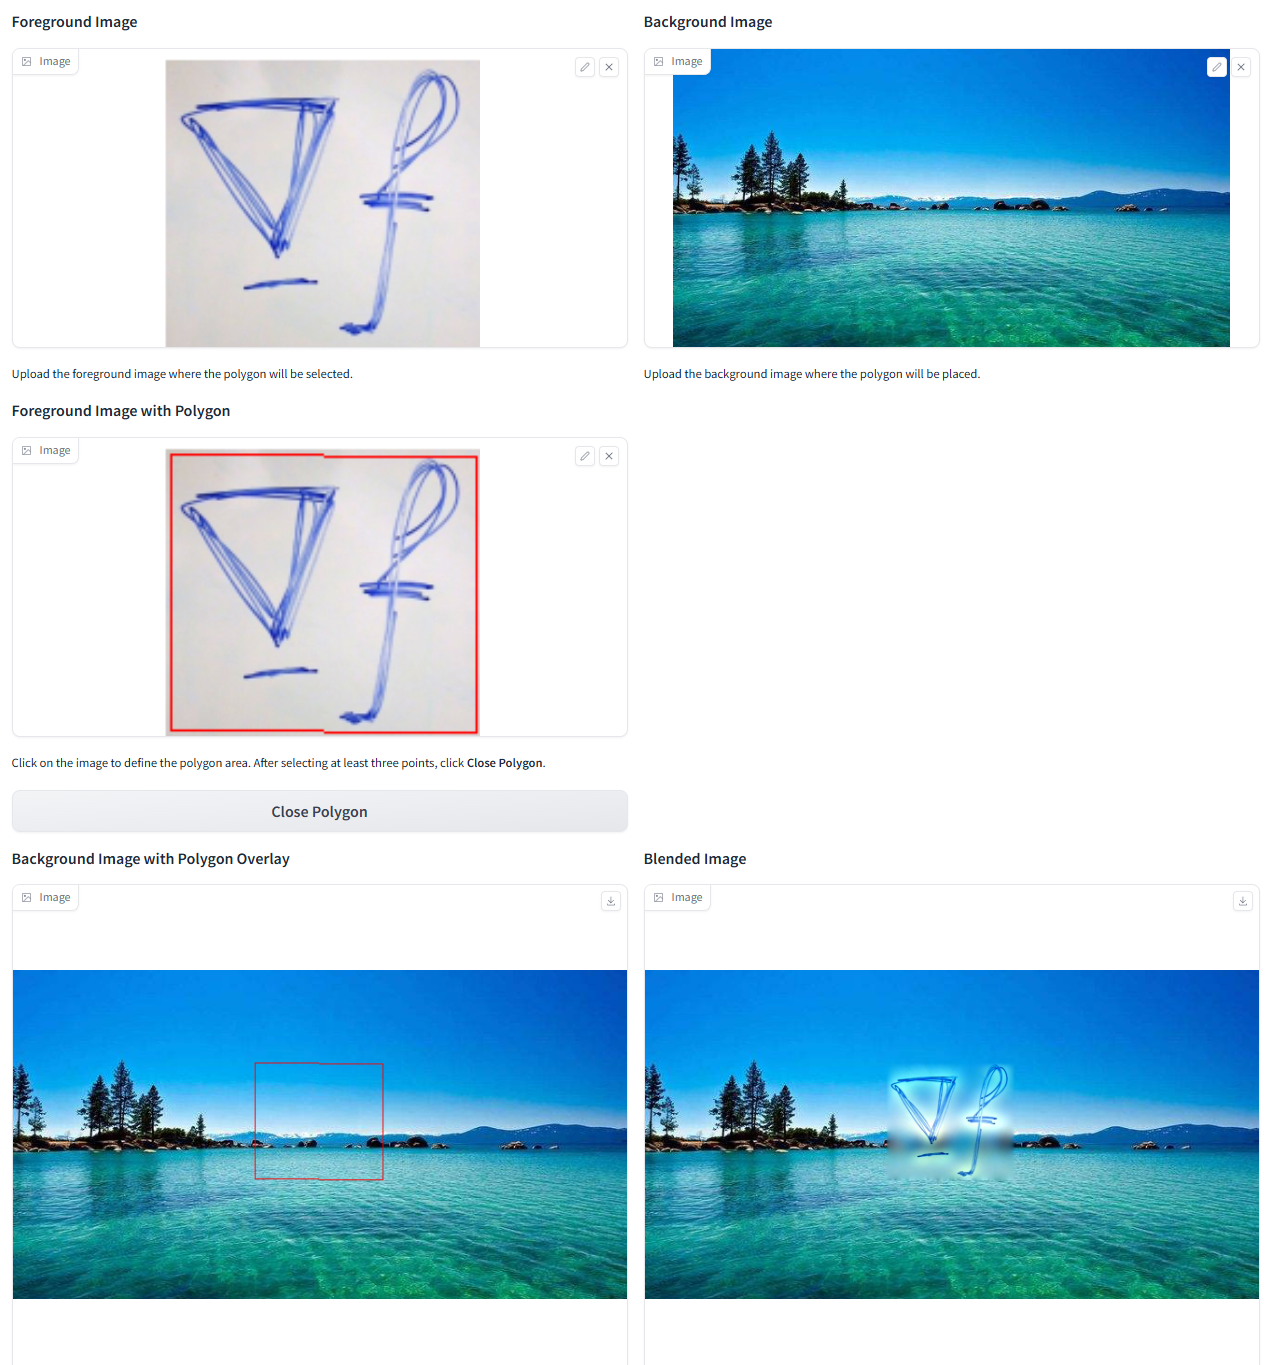 Foreground Image
Background Image
Image
Image
∇f
Upload the foreground image where the polygon will be selected.
Upload the background image where the polygon will be placed.
Foreground Image with Polygon
Image
∇f
Click on the image to define the polygon area. After selecting at least three points, click Close Polygon.
Close Polygon
Background Image with Polygon Overlay
Blended Image
Image
Image
∇f